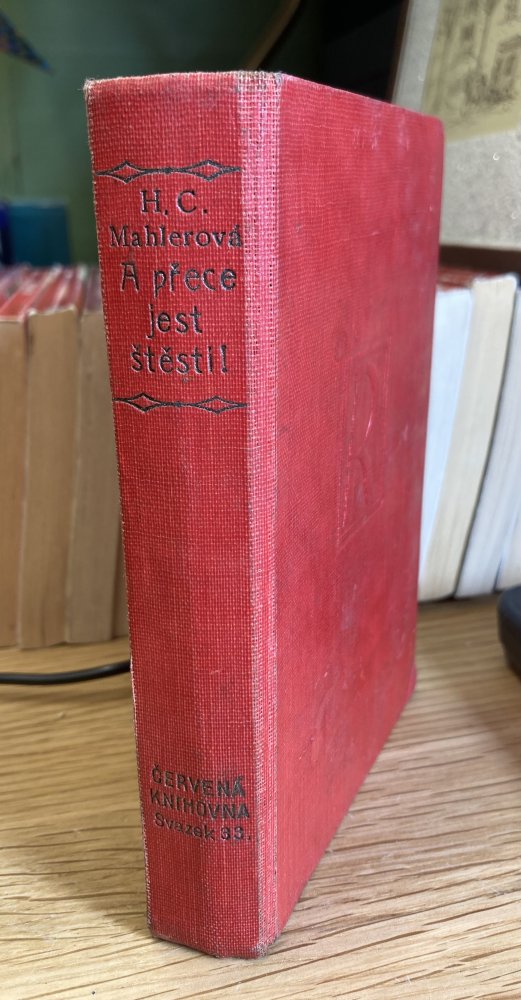 H. C.
Mahlerová
A přece
jest
štěstí!
ČERVENÁ
KNIHOVNA
Svazek 33.